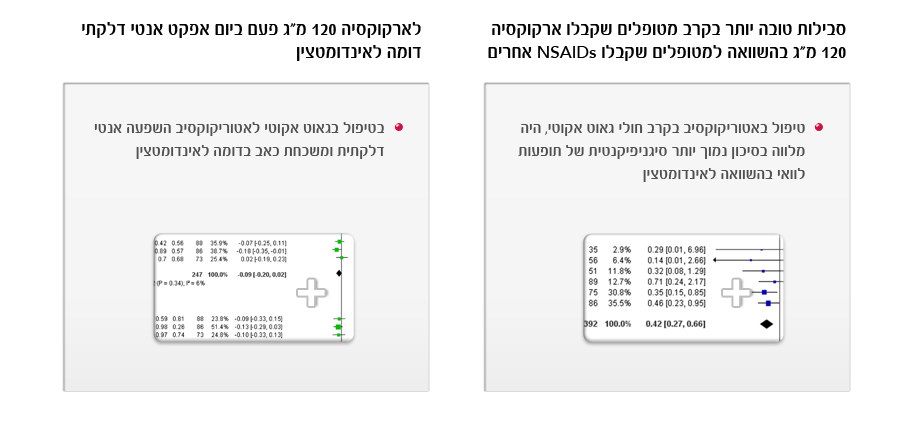 סבילות טובה יותר בקרב מטופלים שקבלו ארקוקסיה
120 מ"ג בהשוואה למטופלים שקבלו NSAIDs אחרים
טיפול באטוריקוקסיב בקרב חולי גאוט אקוטי, היה
מלווה בסיכון נמוך יותר סיגניפיקנטית של תופעות
לוואי בהשוואה לאינדומטצין
35 2.9% 0.29 [0.01, 6.96]
56 6.4% 0.14 [0.01, 2.66]
51 11.8% 0.32 [0.08, 1.29]
89 12.7% 0.71 [0.24, 2.17]
75 30.8% 0.35 [0.15, 0.85]
86 35.5% 0.46 [0.23, 0.95]
392 100.0% 0.42 [0.27, 0.66]
לארקוקסיה 120 מ"ג פעם ביום אפקט אנטי דלקתי
דומה לאינדומטצין
בטיפול בגאוט אקוטי לאטוריקוקסיב השפעה אנטי
דלקתית ומשכחת כאב בדומה לאינדומטצין
0.42 0.56 88 35.9% -0.07 [-0.25, 0.11]
0.89 0.57 86 38.7% -0.18 [-0.35, -0.01]
0.7 0.68 73 25.4% 0.02 [-0.19, 0.23]
247 100.0% -0.09 [-0.20, 0.02]
(P = 0.34); I² = 6%
0.59 0.81 88 23.8% -0.09 [-0.33, 0.15]
0.98 0.26 86 51.4% -0.13 [-0.29, 0.03]
0.97 0.74 73 24.8% -0.10 [-0.33, 0.13]